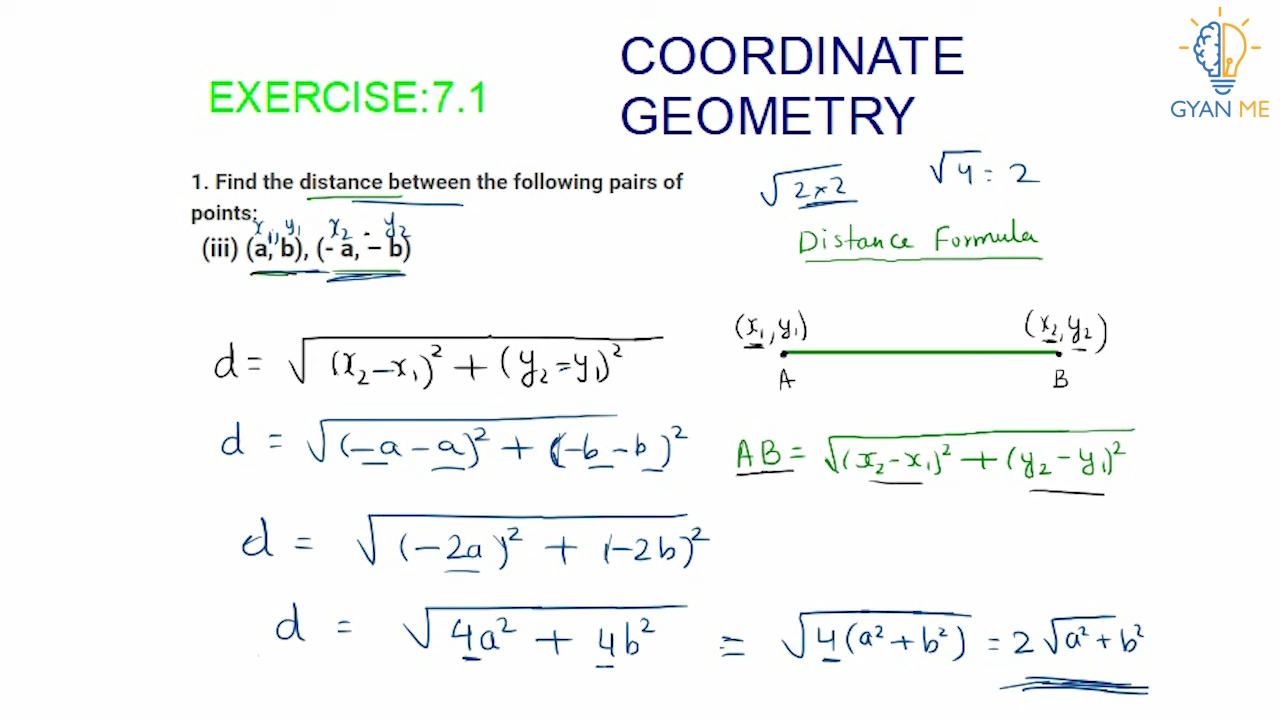 COORDINATE
GEOMETRY
EXERCISE:7.1
GYAN ME
1. Find the distance between the following pairs of
points:
x₁, y₁ x₂ y₂
(iii) (a, b), (- a, – b)
√2×2
√4 = 2
Distance Formula
(x₁, y₁) (x₂, y₂)
A B
d = √(x₂-x₁)² + (y₂-y₁)²
d = √(-a-a)² + (-b-b)²
AB = √(x₂-x₁)² + (y₂-y₁)²
d = √(-2a)² + (-2b)²
d = √4a² + 4b² = √4(a²+b²) = 2√a²+b²